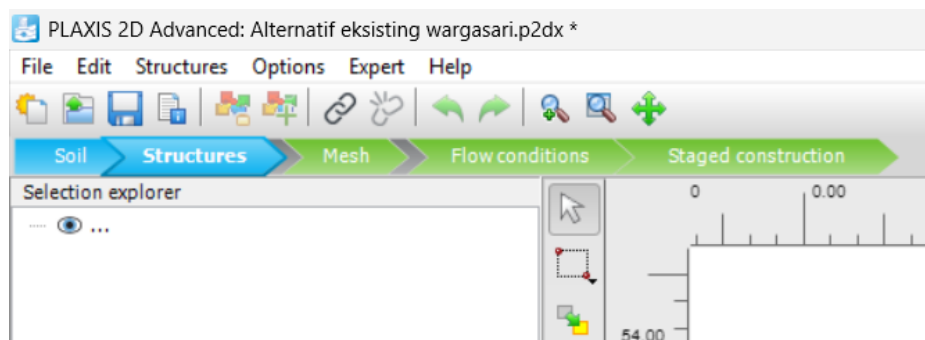 PLAXIS 2D Advanced: Alternatif eksisting wargasari.p2dx *
File Edit Structures Options Expert Help
Soil Structures Mesh Flow conditions Staged construction
Selection explorer
0 0.00
...
54.00